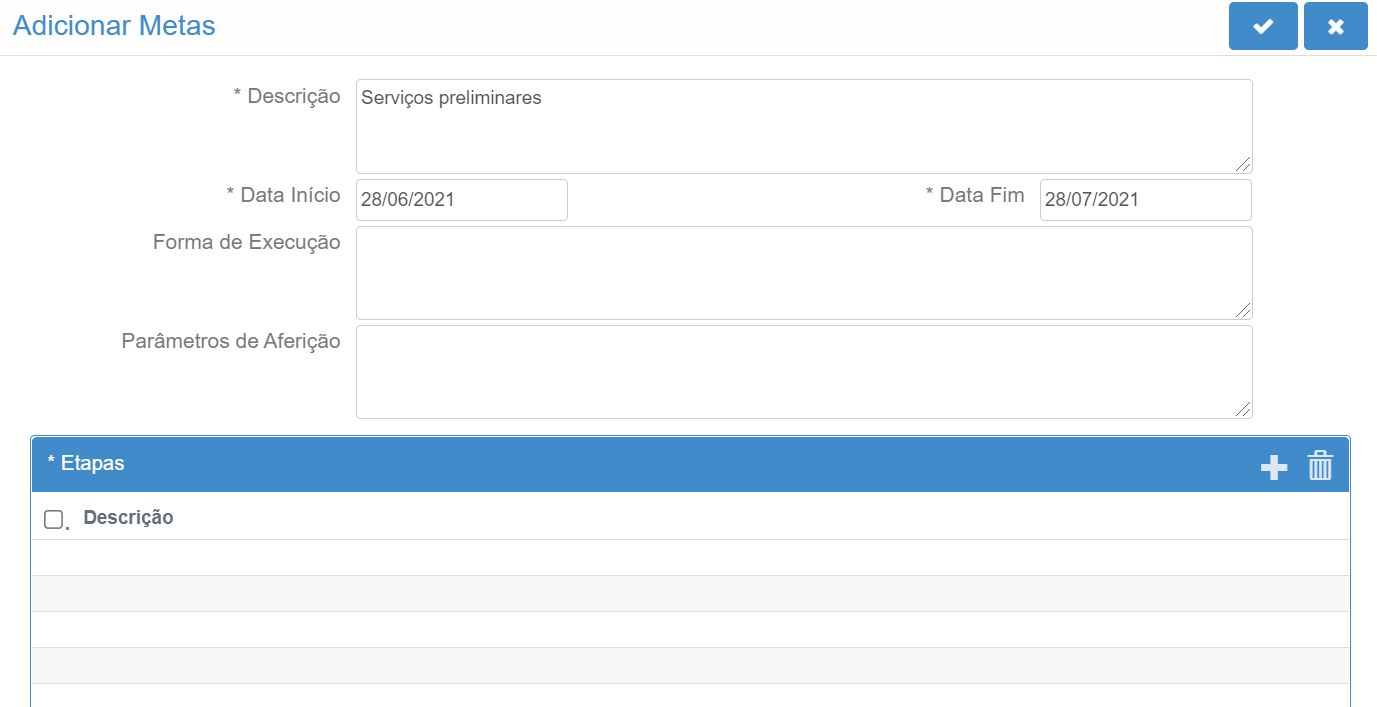 Adicionar Metas
* Descrição
Serviços preliminares
* Data Início
28/06/2021
* Data Fim
28/07/2021
Forma de Execução
Parâmetros de Aferição
* Etapas
. Descrição